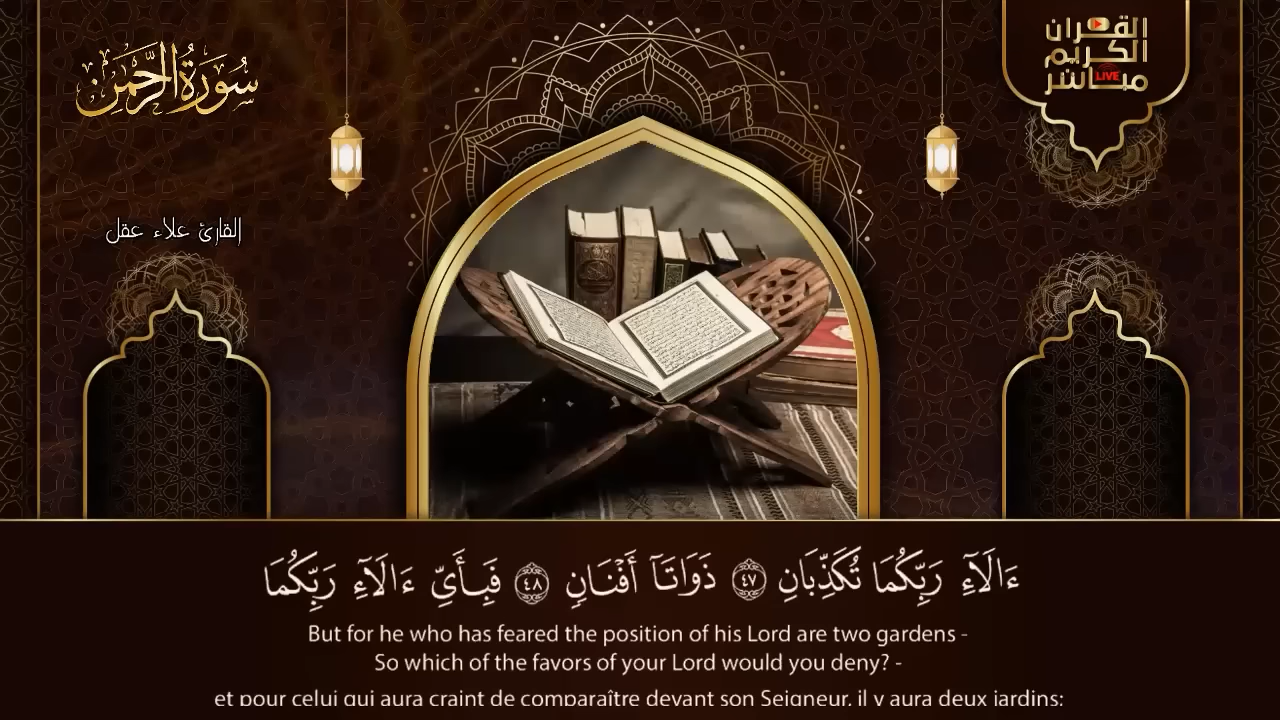 سُورَةُ الرَّحْمَن
القـران
الكريم
مباشر
LIVE
القارئ علاء عقل
ءَالَآءِ رَبِّكُمَا تُكَذِّبَانِ ٤٧ ذَوَاتَآ أَفْنَانٍ ٤٨ فَبِأَيِّ ءَالَآءِ رَبِّكُمَا
But for he who has feared the position of his Lord are two gardens -
So which of the favors of your Lord would you deny? -
et pour celui qui aura craint de comparaître devant son Seigneur, il y aura deux jardins: